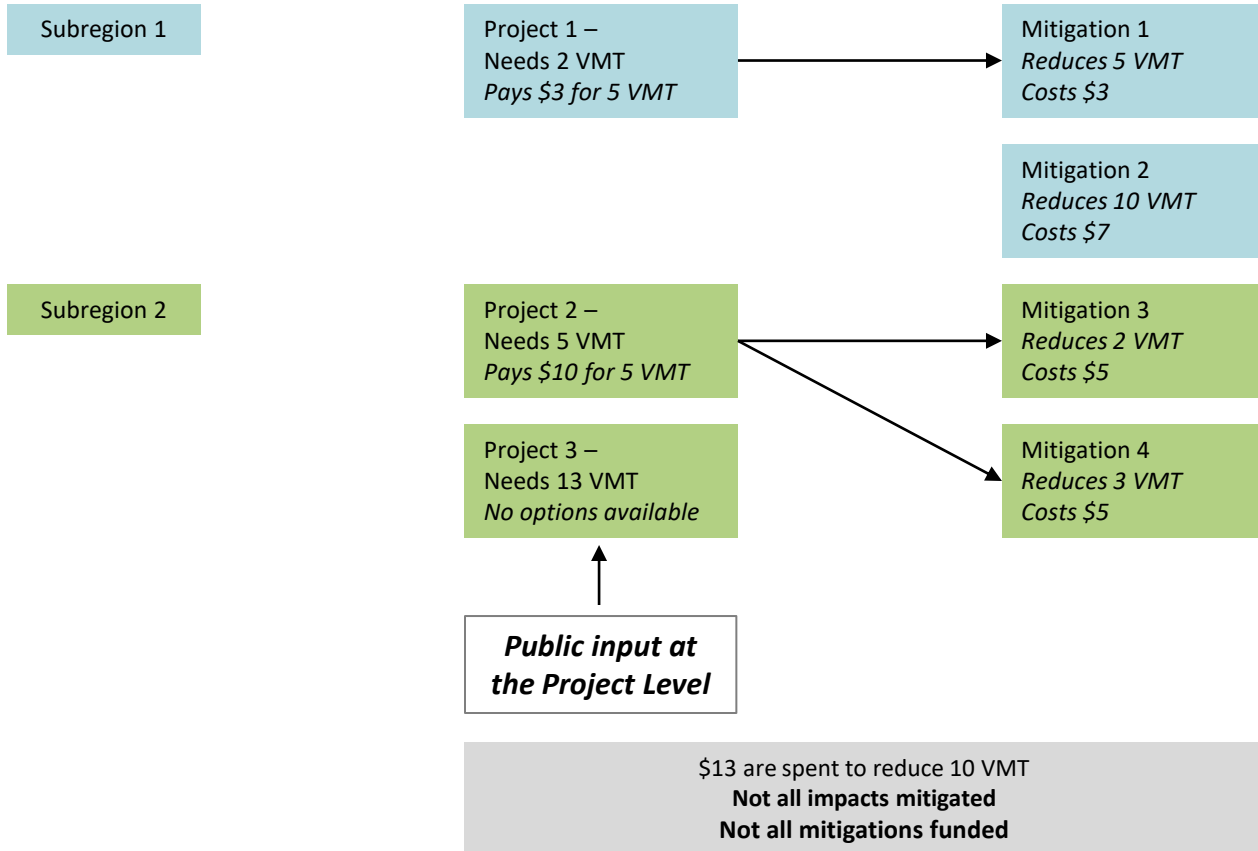 Subregion 1
Project 1 –
Needs 2 VMT
Pays $3 for 5 VMT
Mitigation 1
Reduces 5 VMT
Costs $3
Mitigation 2
Reduces 10 VMT
Costs $7
Subregion 2
Project 2 –
Needs 5 VMT
Pays $10 for 5 VMT
Mitigation 3
Reduces 2 VMT
Costs $5
Project 3 –
Needs 13 VMT
No options available
Mitigation 4
Reduces 3 VMT
Costs $5
Public input at
the Project Level
$13 are spent to reduce 10 VMT
Not all impacts mitigated
Not all mitigations funded